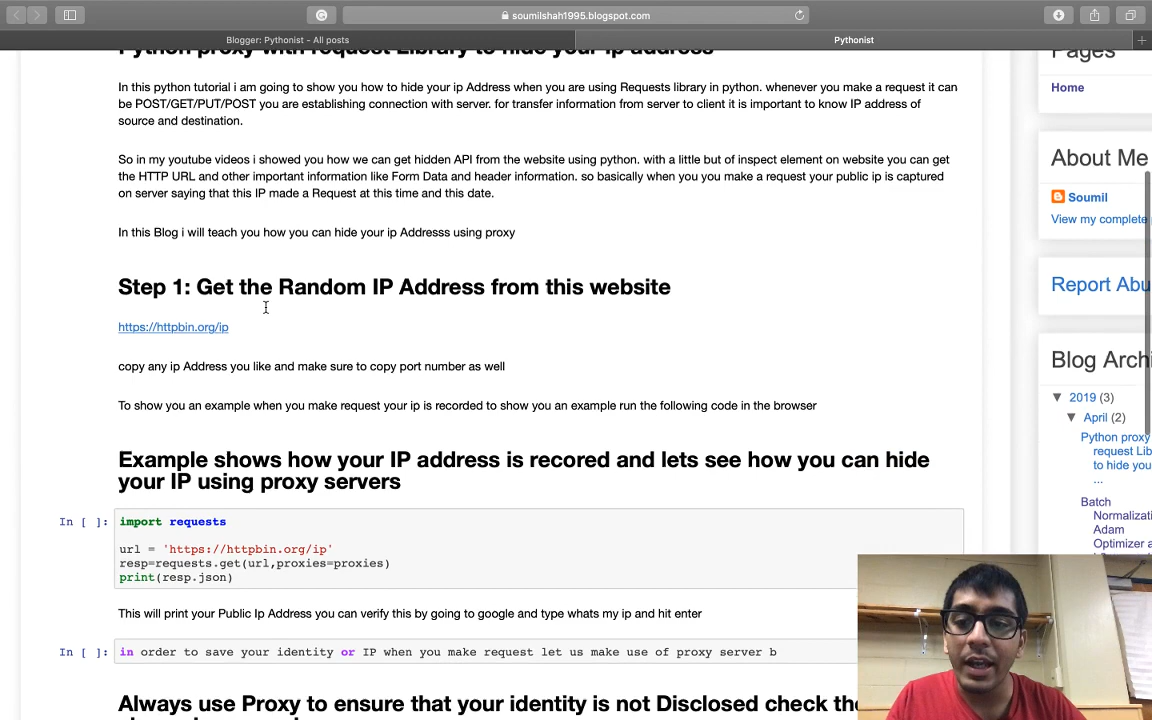 soumilshah1995.blogspot.com
Blogger: Pythonist - All posts
Pythonist
Python proxy with request Library to hide your ip address
In this python tutorial i am going to show you how to hide your ip Address when you are using Requests library in python. whenever you make a request it can
be POST/GET/PUT/POST you are establishing connection with server. for transfer information from server to client it is important to know IP address of
source and destination.
So in my youtube videos i showed you how we can get hidden API from the website using python. with a little but of inspect element on website you can get
the HTTP URL and other important information like Form Data and header information. so basically when you you make a request your public ip is captured
on server saying that this IP made a Request at this time and this date.
In this Blog i will teach you how you can hide your ip Addresss using proxy
Step 1: Get the Random IP Address from this website
https://httpbin.org/ip
copy any ip Address you like and make sure to copy port number as well
To show you an example when you make request your ip is recorded to show you an example run the following code in the browser
Example shows how your IP address is recored and lets see how you can hide
your IP using proxy servers
In [ ]:
import requests
url = 'https://httpbin.org/ip'
resp=requests.get(url,proxies=proxies)
print(resp.json)
This will print your Public Ip Address you can verify this by going to google and type whats my ip and hit enter
In [ ]:
in order to save your identity or IP when you make request let us make use of proxy server b
Always use Proxy to ensure that your identity is not Disclosed check the
Pages
Home
About Me
Soumil
View my complete
Report Abu
Blog Archi
2019 (3)
April (2)
Python proxy
request Lib
to hide you
...
Batch
Normalizati
Adam
Optimizer a